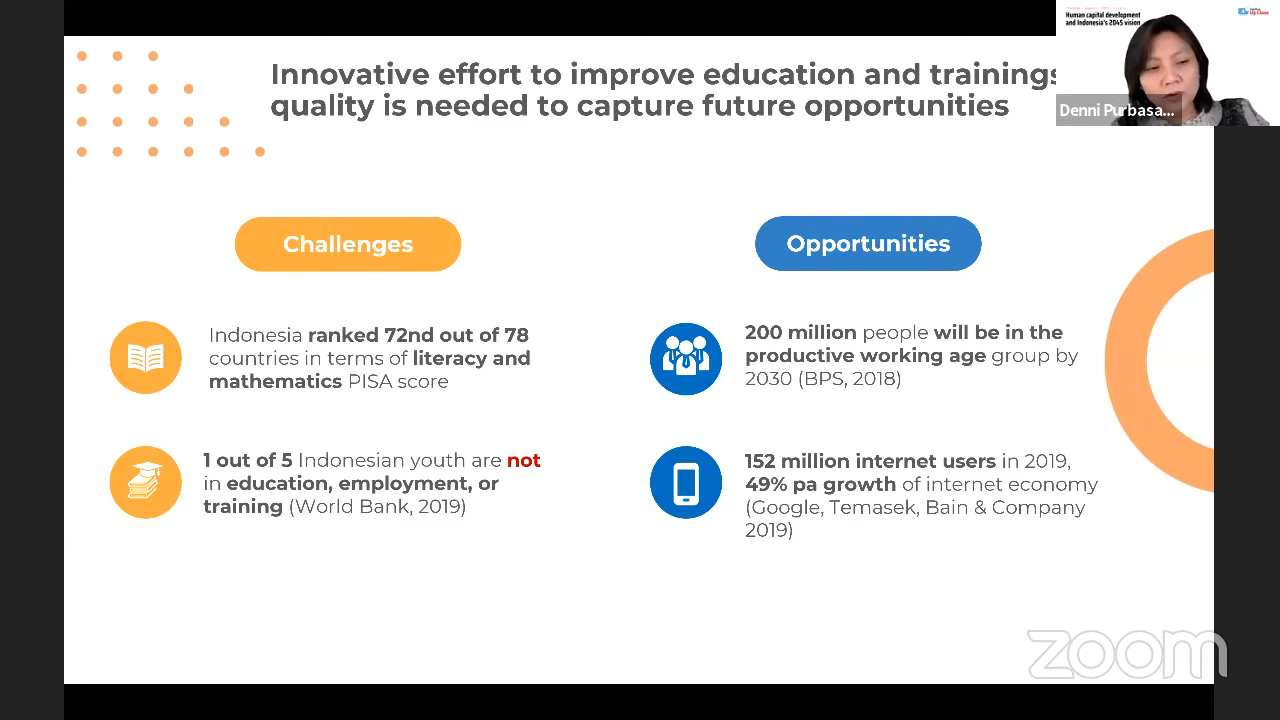 Human capital development
and Indonesia's 2045 vision
Up Close
Innovative effort to improve education and trainings
quality is needed to capture future opportunities
Denni Purbasa...
Challenges
Indonesia ranked 72nd out of 78
countries in terms of literacy and
mathematics PISA score
1 out of 5 Indonesian youth are not
in education, employment, or
training (World Bank, 2019)
Opportunities
200 million people will be in the
productive working age group by
2030 (BPS, 2018)
152 million internet users in 2019,
49% pa growth of internet economy
(Google, Temasek, Bain & Company
2019)
zoom